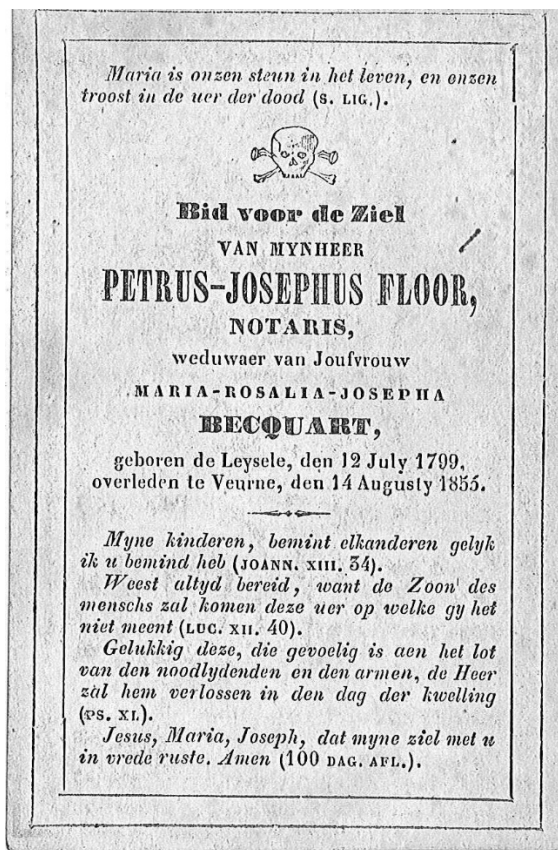 Maria is onzen steun in het leven, en onzen
troost in de uer der dood (S. LIG.).
Bid voor de Ziel
VAN MYNHEER
PETRUS-JOSEPHUS FLOOR,
NOTARIS,
weduwaer van Joufvrouw
MARIA-ROSALIA-JOSEPHA
BECQUART,
geboren de Leysele, den 12 July 1799,
overleden te Veurne, den 14 Augusty 1855.
Myne kinderen, bemint elkanderen gelyk
ik u bemind heb (JOANN. XIII. 34).
Weest altyd bereid, want de Zoon des
menschs zal komen deze uer op welke gy het
niet meent (LUC. XII. 40).
Gelukkig deze, die gevoelig is aen het lot
van den noodlydenden en den armen, de Heer
zal hem verlossen in den dag der kwelling
(PS. XL).
Jesus, Maria, Joseph, dat myne ziel met u
in vrede ruste. Amen (100 DAG. AFL.).